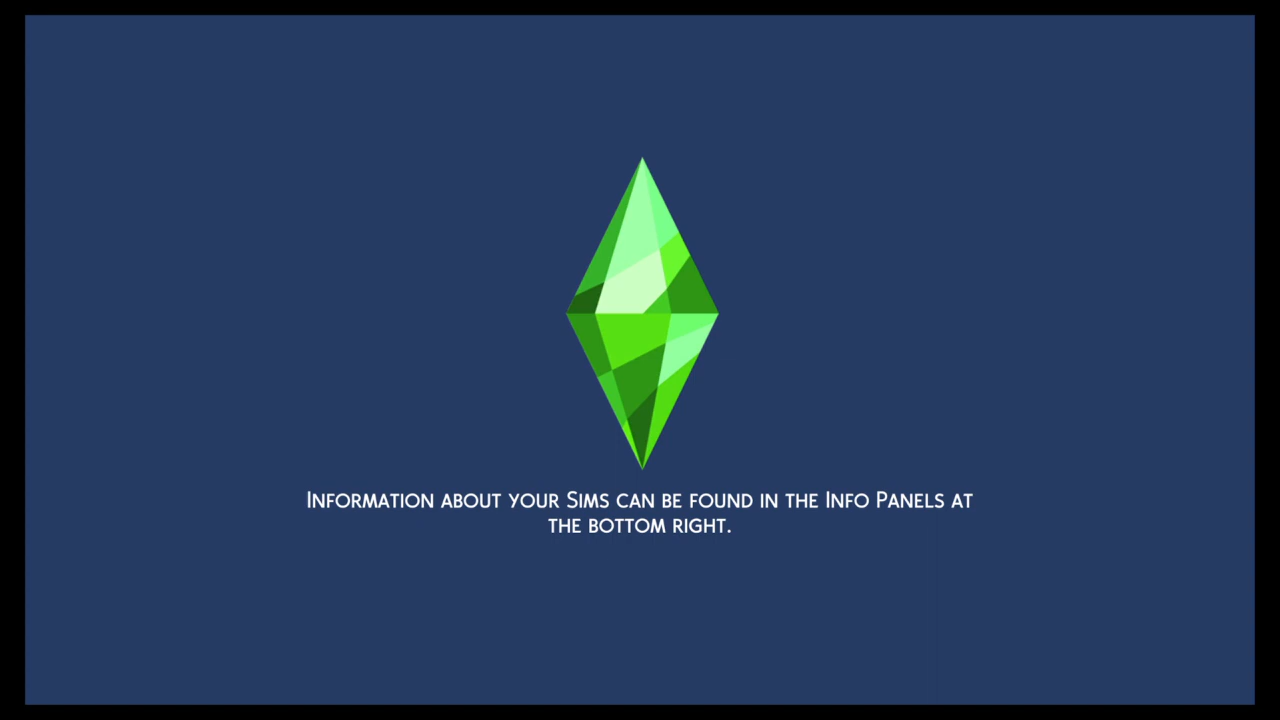 Information about your Sims can be found in the Info Panels at
the bottom right.